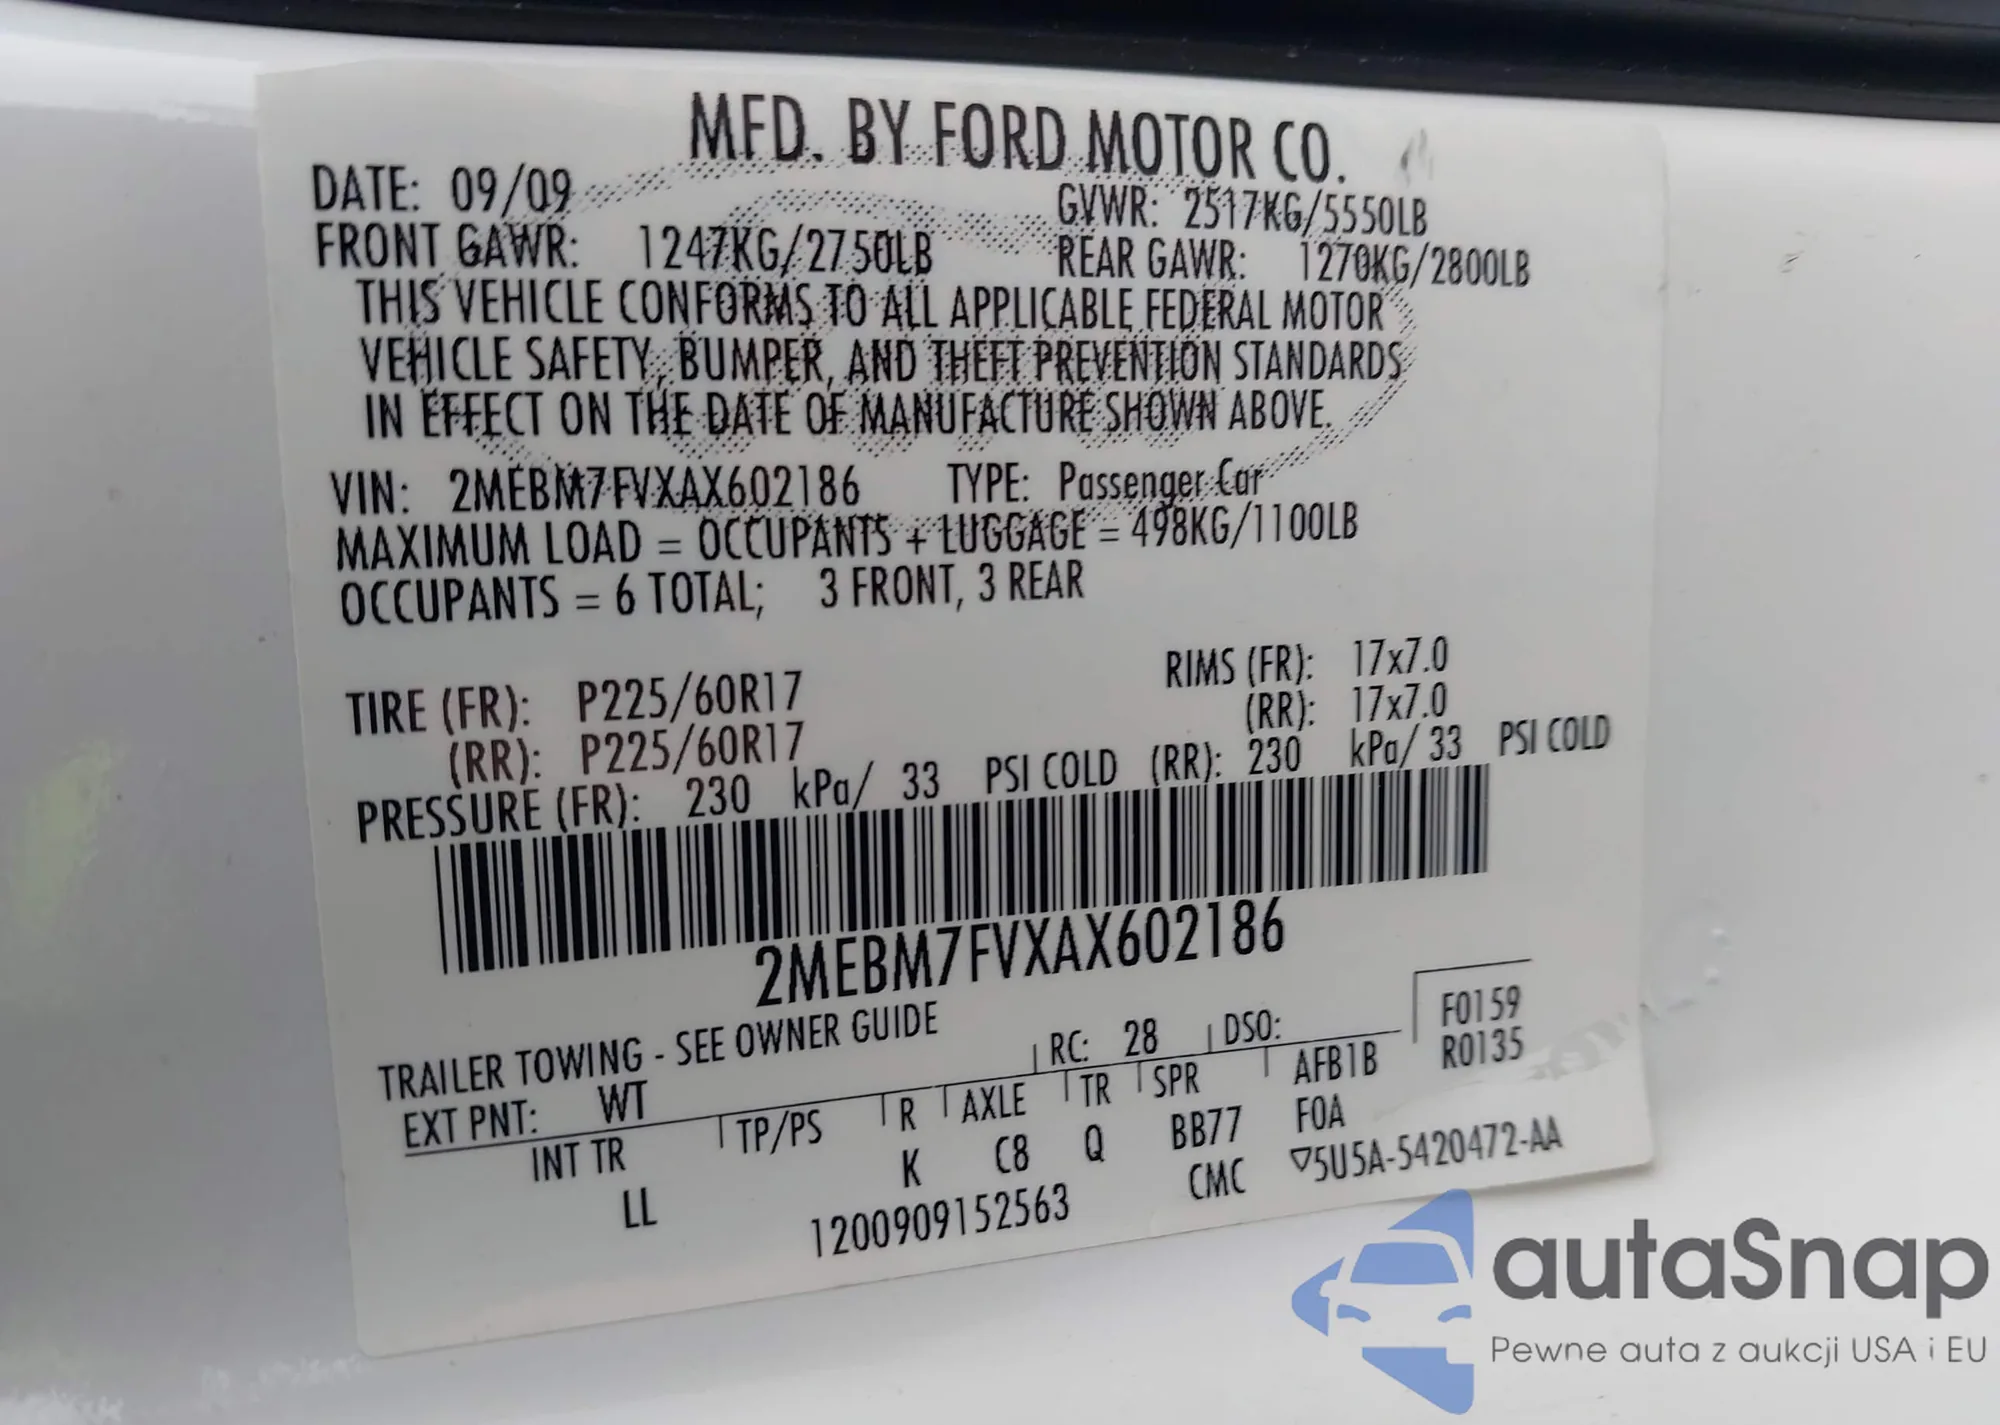 MFD. BY FORD MOTOR CO.
DATE: 09/09 GVWR: 2517KG/5550LB
FRONT GAWR: 1247KG/2750LB REAR GAWR: 1270KG/2800LB
THIS VEHICLE CONFORMS TO ALL APPLICABLE FEDERAL MOTOR
VEHICLE SAFETY, BUMPER, AND THEFT PREVENTION STANDARDS
IN EFFECT ON THE DATE OF MANUFACTURE SHOWN ABOVE.
VIN: 2MEBM7FVXAX602186 TYPE: Passenger Car
MAXIMUM LOAD = OCCUPANTS + LUGGAGE = 498KG/1100LB
OCCUPANTS = 6 TOTAL; 3 FRONT, 3 REAR
TIRE (FR): P225/60R17 RIMS (FR): 17x7.0
(RR): P225/60R17 (RR): 17x7.0
PRESSURE (FR): 230 kPa/ 33 PSI COLD (RR): 230 kPa/ 33 PSI COLD
2MEBM7FVXAX602186
TRAILER TOWING - SEE OWNER GUIDE
EXT PNT: WT RC: 28 DSO: F0159
R0135
INT TR TP/PS R AXLE TR SPR AFB1B
LL K C8 Q BB77 F0A
1200909152563 CMC ▽5U5A-5420472-AA
autaSnap
Pewne auta z aukcji USA i EU